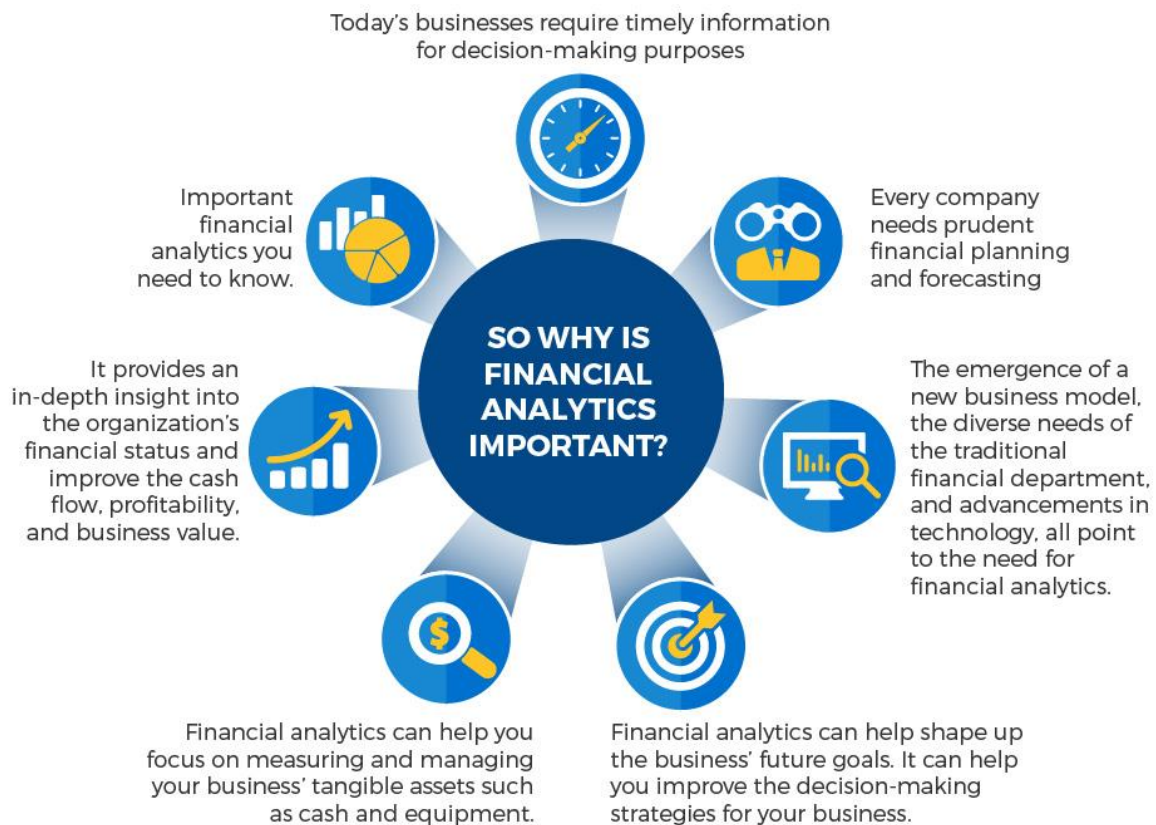 Today's businesses require timely information
for decision-making purposes
Important
financial
analytics you
need to know.
Every company
needs prudent
financial planning
and forecasting
SO WHY IS
FINANCIAL
ANALYTICS
IMPORTANT?
It provides an
in-depth insight into
the organization's
financial status and
improve the cash
flow, profitability,
and business value.
The emergence of a
new business model,
the diverse needs of
the traditional
financial department,
and advancements in
technology, all point
to the need for
financial analytics.
$
Financial analytics can help you
focus on measuring and managing
your business' tangible assets such
as cash and equipment.
Financial analytics can help shape up
the business' future goals. It can help
you improve the decision-making
strategies for your business.